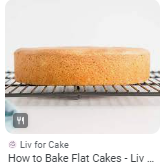 Liv for Cake
How to Bake Flat Cakes - Liv ...